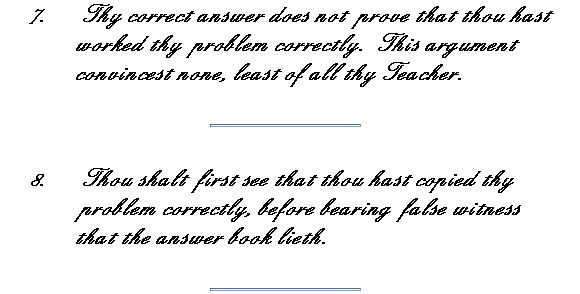 7. Thy correct answer does not prove that thou hast
worked thy problem correctly. This argument
convincest none, least of all thy Teacher.
8. Thou shalt first see that thou hast copied thy
problem correctly, before bearing false witness
that the answer book lieth.